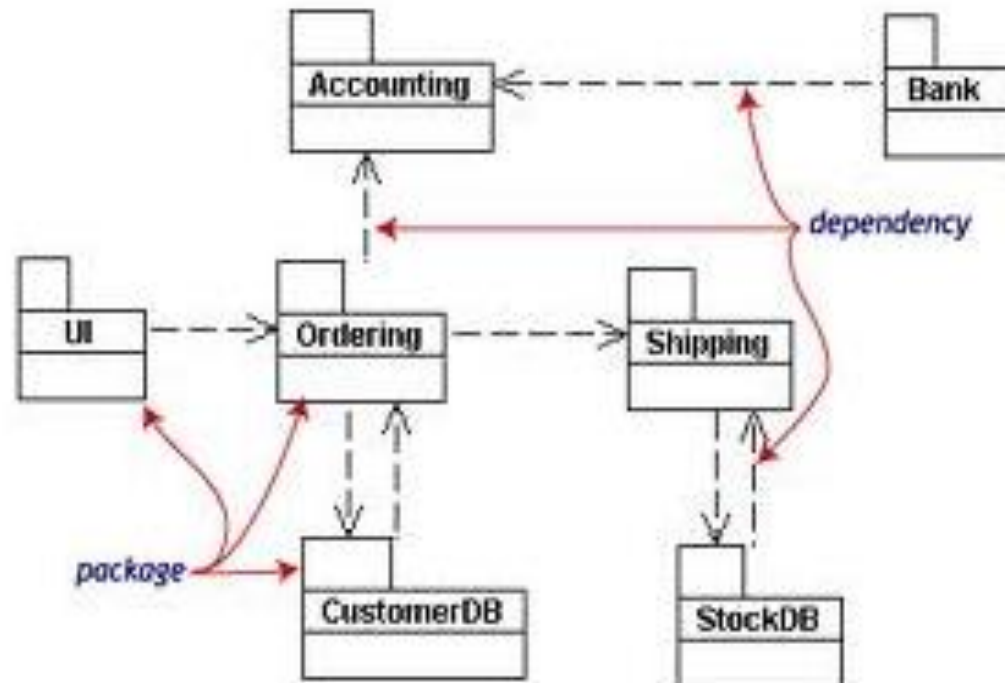 Accounting
Bank
dependency
UI
Ordering
Shipping
package
CustomerDB
StockDB